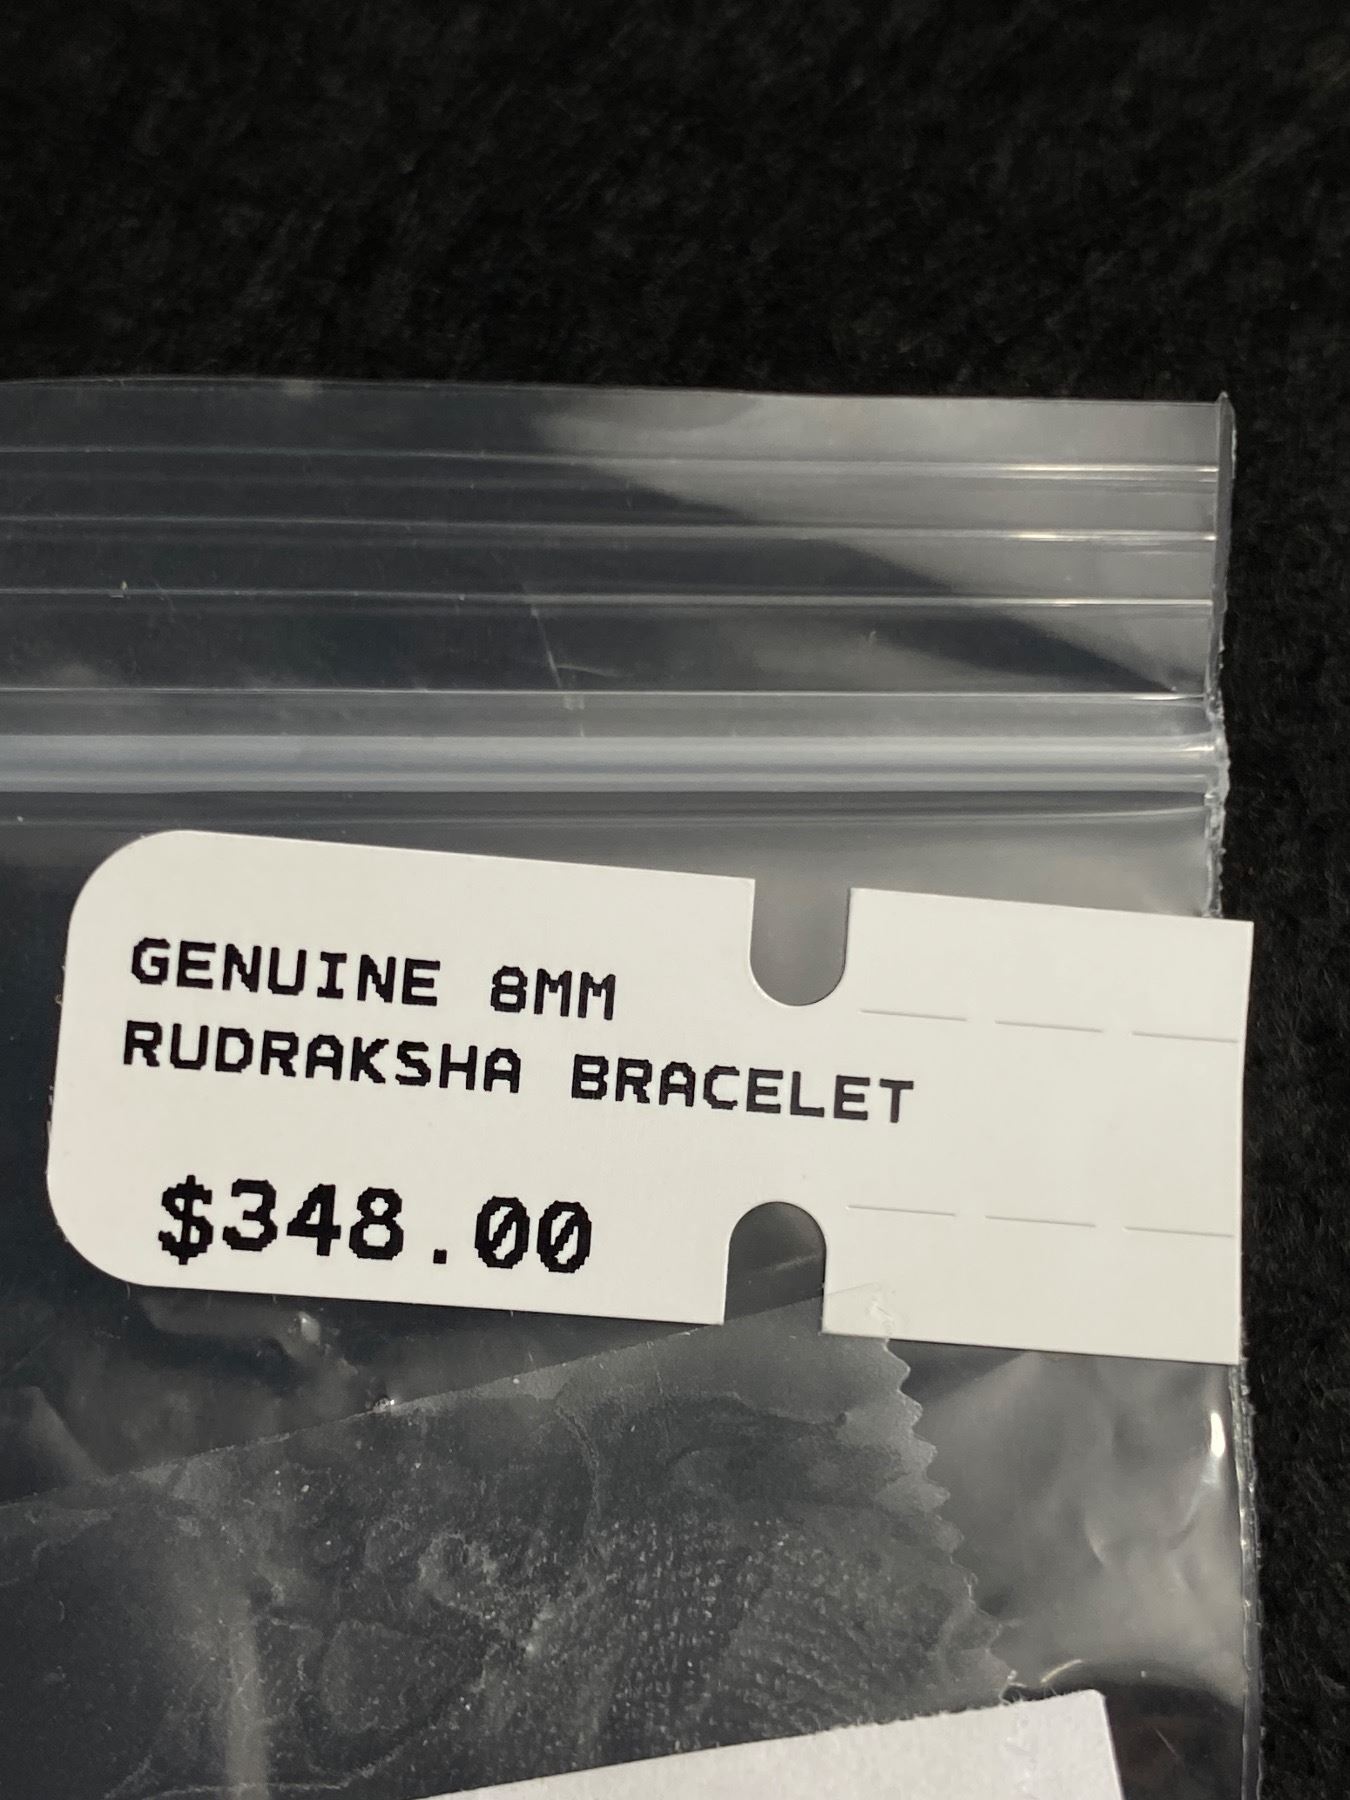 GENUINE 8MM
RUDRAKSHA BRACELET
$348.00